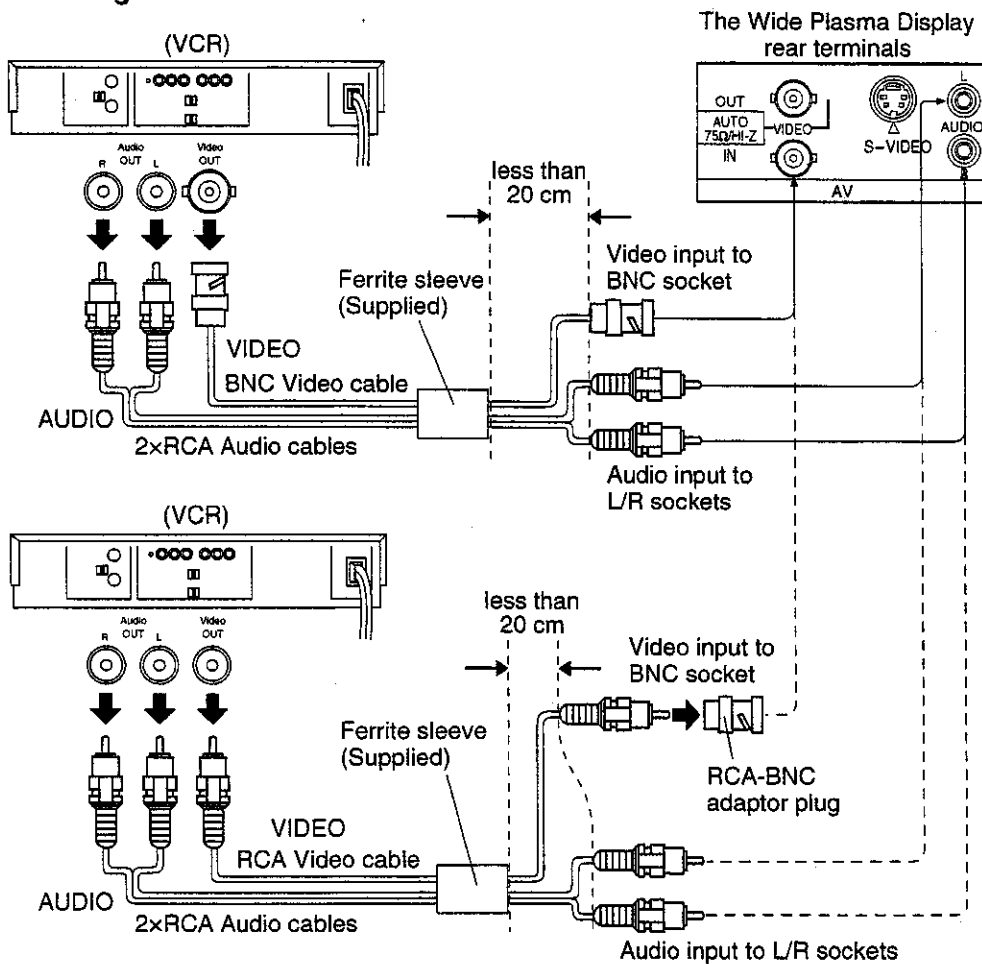 The Wide Plasma Display
rear terminals
(VCR)
OUT
AUTO
75Ω/HI-Z
IN
VIDEO
S-VIDEO
L
AUDIO
R
AV
Audio
OUT
R
L
Video
OUT
less than
20 cm
Ferrite sleeve
(Supplied)
Video input to
BNC socket
VIDEO
BNC Video cable
AUDIO
2×RCA Audio cables
Audio input to
L/R sockets
(VCR)
Audio
OUT
R
L
Video
OUT
less than
20 cm
Video input to
BNC socket
Ferrite sleeve
(Supplied)
RCA-BNC
adaptor plug
VIDEO
RCA Video cable
AUDIO
2×RCA Audio cables
Audio input to L/R sockets